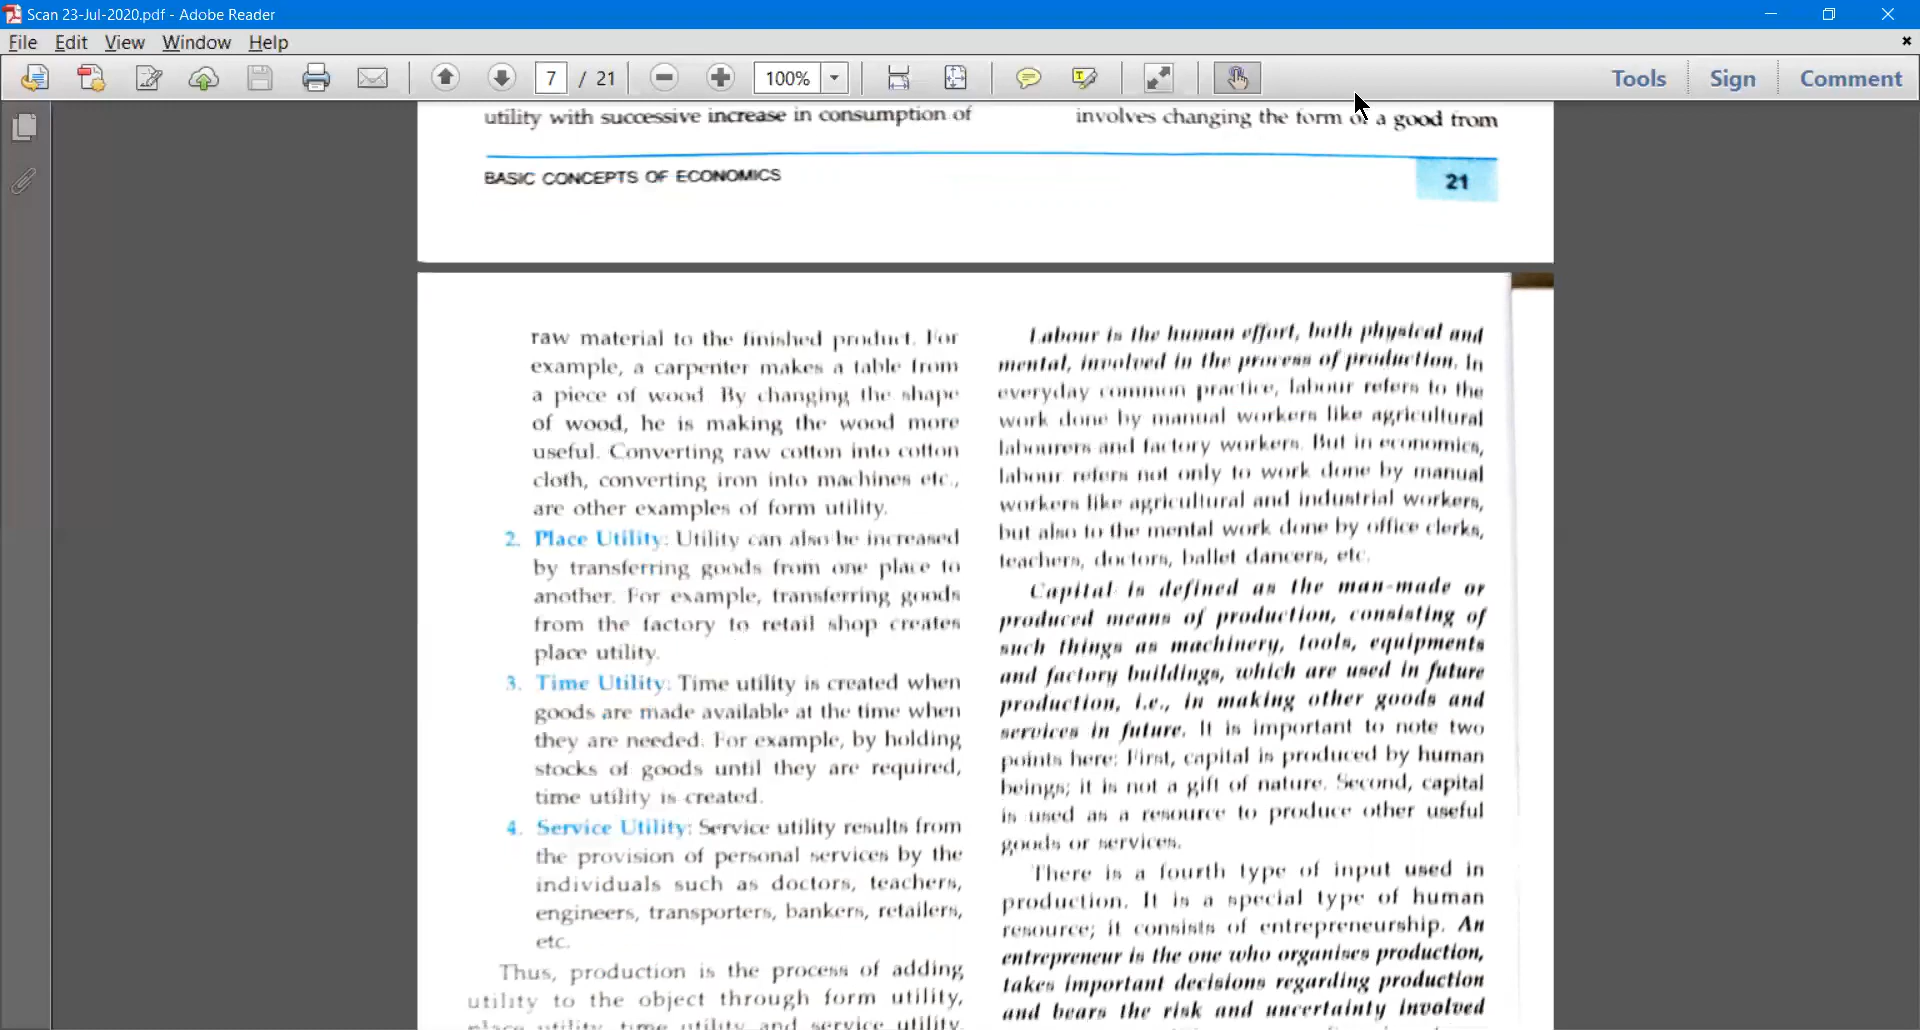 Scan 23-Jul-2020.pdf - Adobe Reader
File Edit View Window Help
7 / 21 100% Tools Sign Comment
utility with successive increase in consumption of
involves changing the form of a good from
BASIC CONCEPTS OF ECONOMICS
21
raw material to the finished product. For
example, a carpenter makes a table from
a piece of wood. By changing the shape
of wood, he is making the wood more
useful. Converting raw cotton into cotton
cloth, converting iron into machines etc.,
are other examples of form utility.
2. Place Utility: Utility can also be increased
by transferring goods from one place to
another. For example, transferring goods
from the factory to retail shop creates
place utility.
3. Time Utility: Time utility is created when
goods are made available at the time when
they are needed. For example, by holding
stocks of goods until they are required,
time utility is created.
4. Service Utility: Service utility results from
the provision of personal services by the
individuals such as doctors, teachers,
engineers, transporters, bankers, retailers,
etc.
Thus, production is the process of adding
utility to the object through form utility,
place utility, time utility and service utility.
Labour is the human effort, both physical and
mental, involved in the process of production. In
everyday common practice, labour refers to the
work done by manual workers like agricultural
labourers and factory workers. But in economics,
labour refers not only to work done by manual
workers like agricultural and industrial workers,
but also to the mental work done by office clerks,
teachers, doctors, ballet dancers, etc.
Capital is defined as the man-made or
produced means of production, consisting of
such things as machinery, tools, equipments
and factory buildings, which are used in future
production, i.e., in making other goods and
services in future. It is important to note two
points here: First, capital is produced by human
beings; it is not a gift of nature. Second, capital
is used as a resource to produce other useful
goods or services.
There is a fourth type of input used in
production. It is a special type of human
resource; it consists of entrepreneurship. An
entrepreneur is the one who organises production,
takes important decisions regarding production
and bears the risk and uncertainty involved